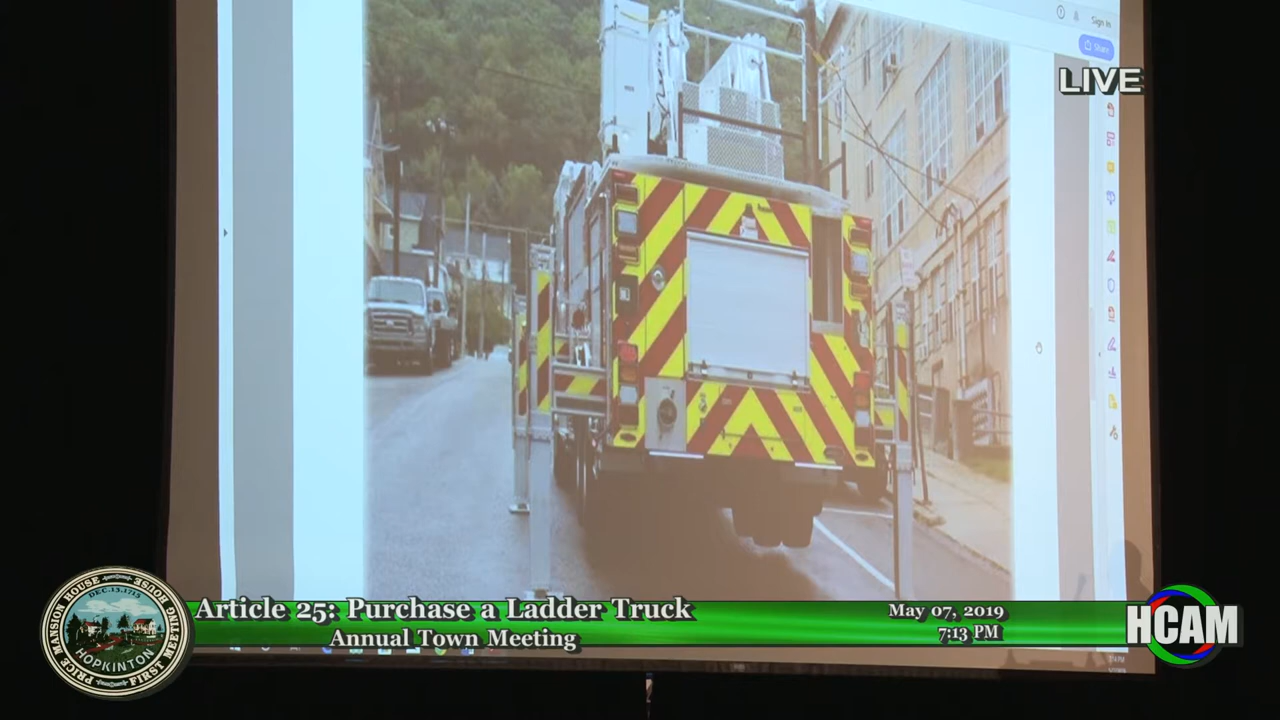 Sign In
Share
LIVE
Article 25: Purchase a Ladder Truck
Annual Town Meeting
May 07, 2019
7:13 PM
HCAM
PRICE MANSION HOUSE
FIRST MEETING HOUSE
DEC. 13. 1715
HOPKINTON